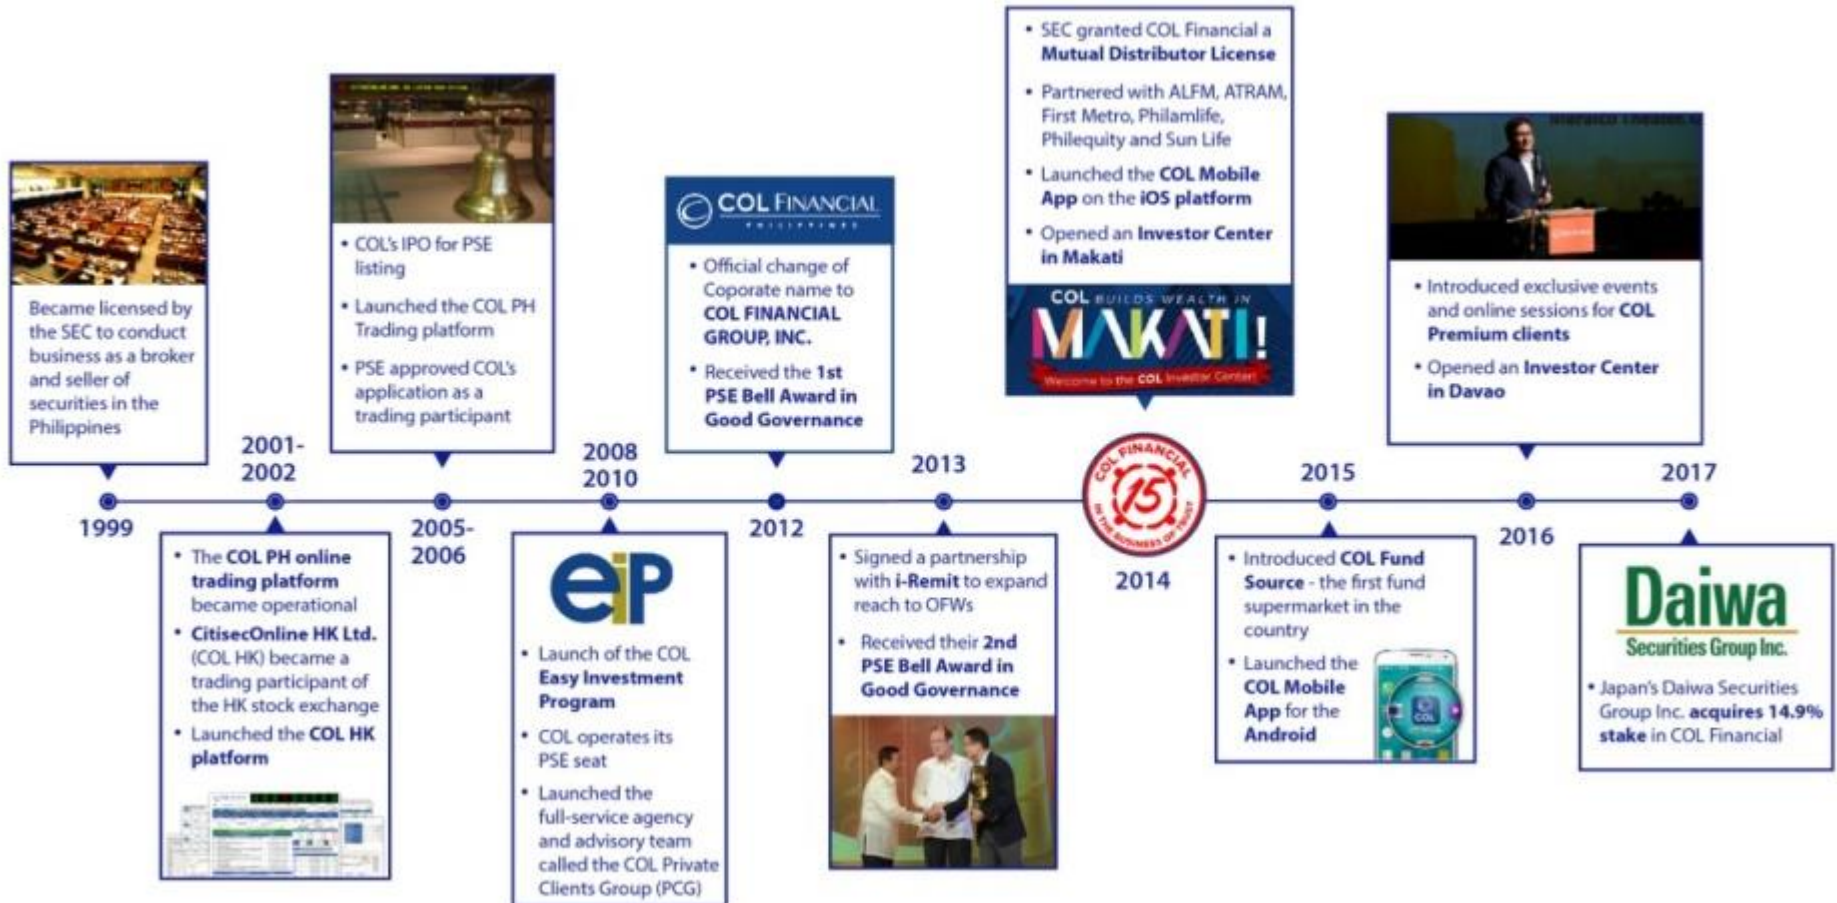 Became licensed by
the SEC to conduct
business as a broker
and seller of
securities in the
Philippines
1999
2001-
2002
• The COL PH online
trading platform
became operational
• CitisecOnline HK Ltd.
(COL HK) became a
trading participant of
the HK stock exchange
• Launched the COL HK
platform
• COL's IPO for PSE
listing
• Launched the COL PH
Trading platform
• PSE approved COL's
application as a
trading participant
2005-
2006
2008
2010
eiP
• Launch of the COL
Easy Investment
Program
• COL operates its
PSE seat
• Launched the
full-service agency
and advisory team
called the COL Private
Clients Group (PCG)
COL FINANCIAL
PHILIPPINES
• Official change of
Coporate name to
COL FINANCIAL
GROUP, INC.
• Received the 1st
PSE Bell Award in
Good Governance
2012
2013
• Signed a partnership
with i-Remit to expand
reach to OFWs
• Received their 2nd
PSE Bell Award in
Good Governance
• SEC granted COL Financial a
Mutual Distributor License
• Partnered with ALFM, ATRAM,
First Metro, Philamlife,
Philequity and Sun Life
• Launched the COL Mobile
App on the iOS platform
• Opened an Investor Center
in Makati
COL BUILDS WEALTH IN
MAKATI!
Welcome to the COL Investor Center!
COL FINANCIAL
15
IN THE BUSINESS OF TRUST
2014
2015
• Introduced COL Fund
Source - the first fund
supermarket in the
country
• Launched the
COL Mobile
App for the
Android
COL
• Introduced exclusive events
and online sessions for COL
Premium clients
• Opened an Investor Center
in Davao
2016
2017
Daiwa
Securities Group Inc.
• Japan's Daiwa Securities
Group Inc. acquires 14.9%
stake in COL Financial